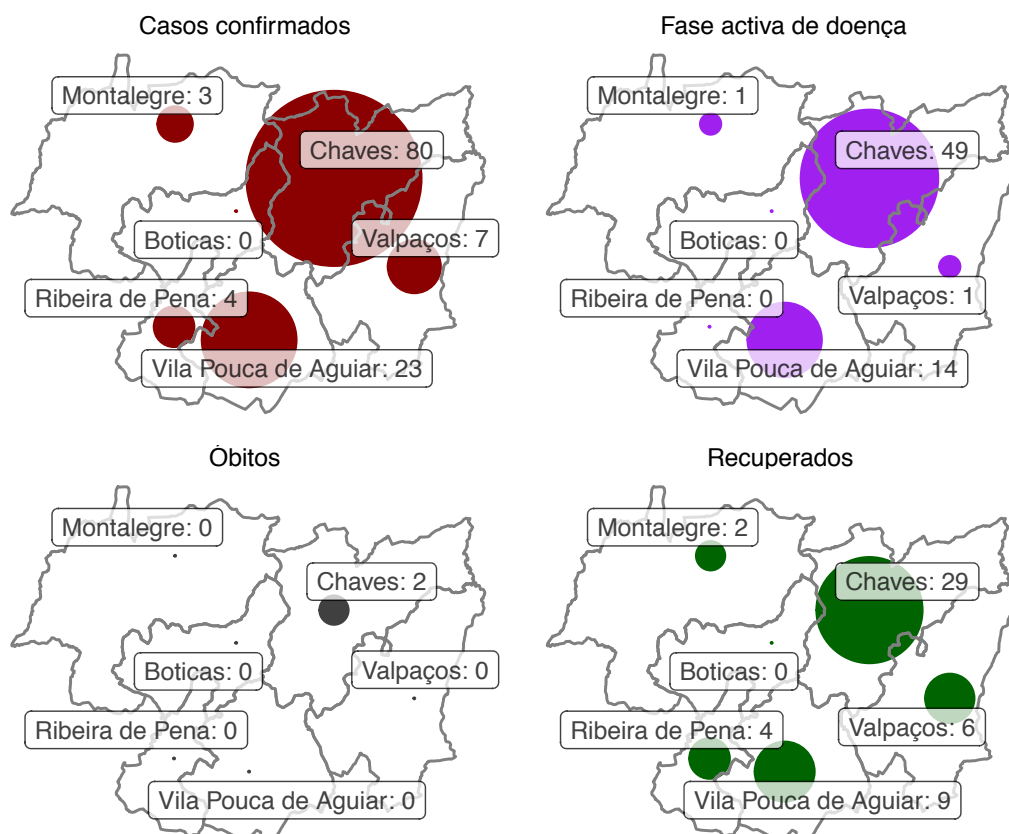 Casos confirmados
Montalegre: 3
Chaves: 80
Boticas: 0
Valpaços: 7
Ribeira de Pena: 4
Vila Pouca de Aguiar: 23
Fase activa de doença
Montalegre: 1
Chaves: 49
Boticas: 0
Valpaços: 1
Ribeira de Pena: 0
Vila Pouca de Aguiar: 14
Óbitos
Montalegre: 0
Chaves: 2
Boticas: 0
Valpaços: 0
Ribeira de Pena: 0
Vila Pouca de Aguiar: 0
Recuperados
Montalegre: 2
Chaves: 29
Boticas: 0
Valpaços: 6
Ribeira de Pena: 4
Vila Pouca de Aguiar: 9